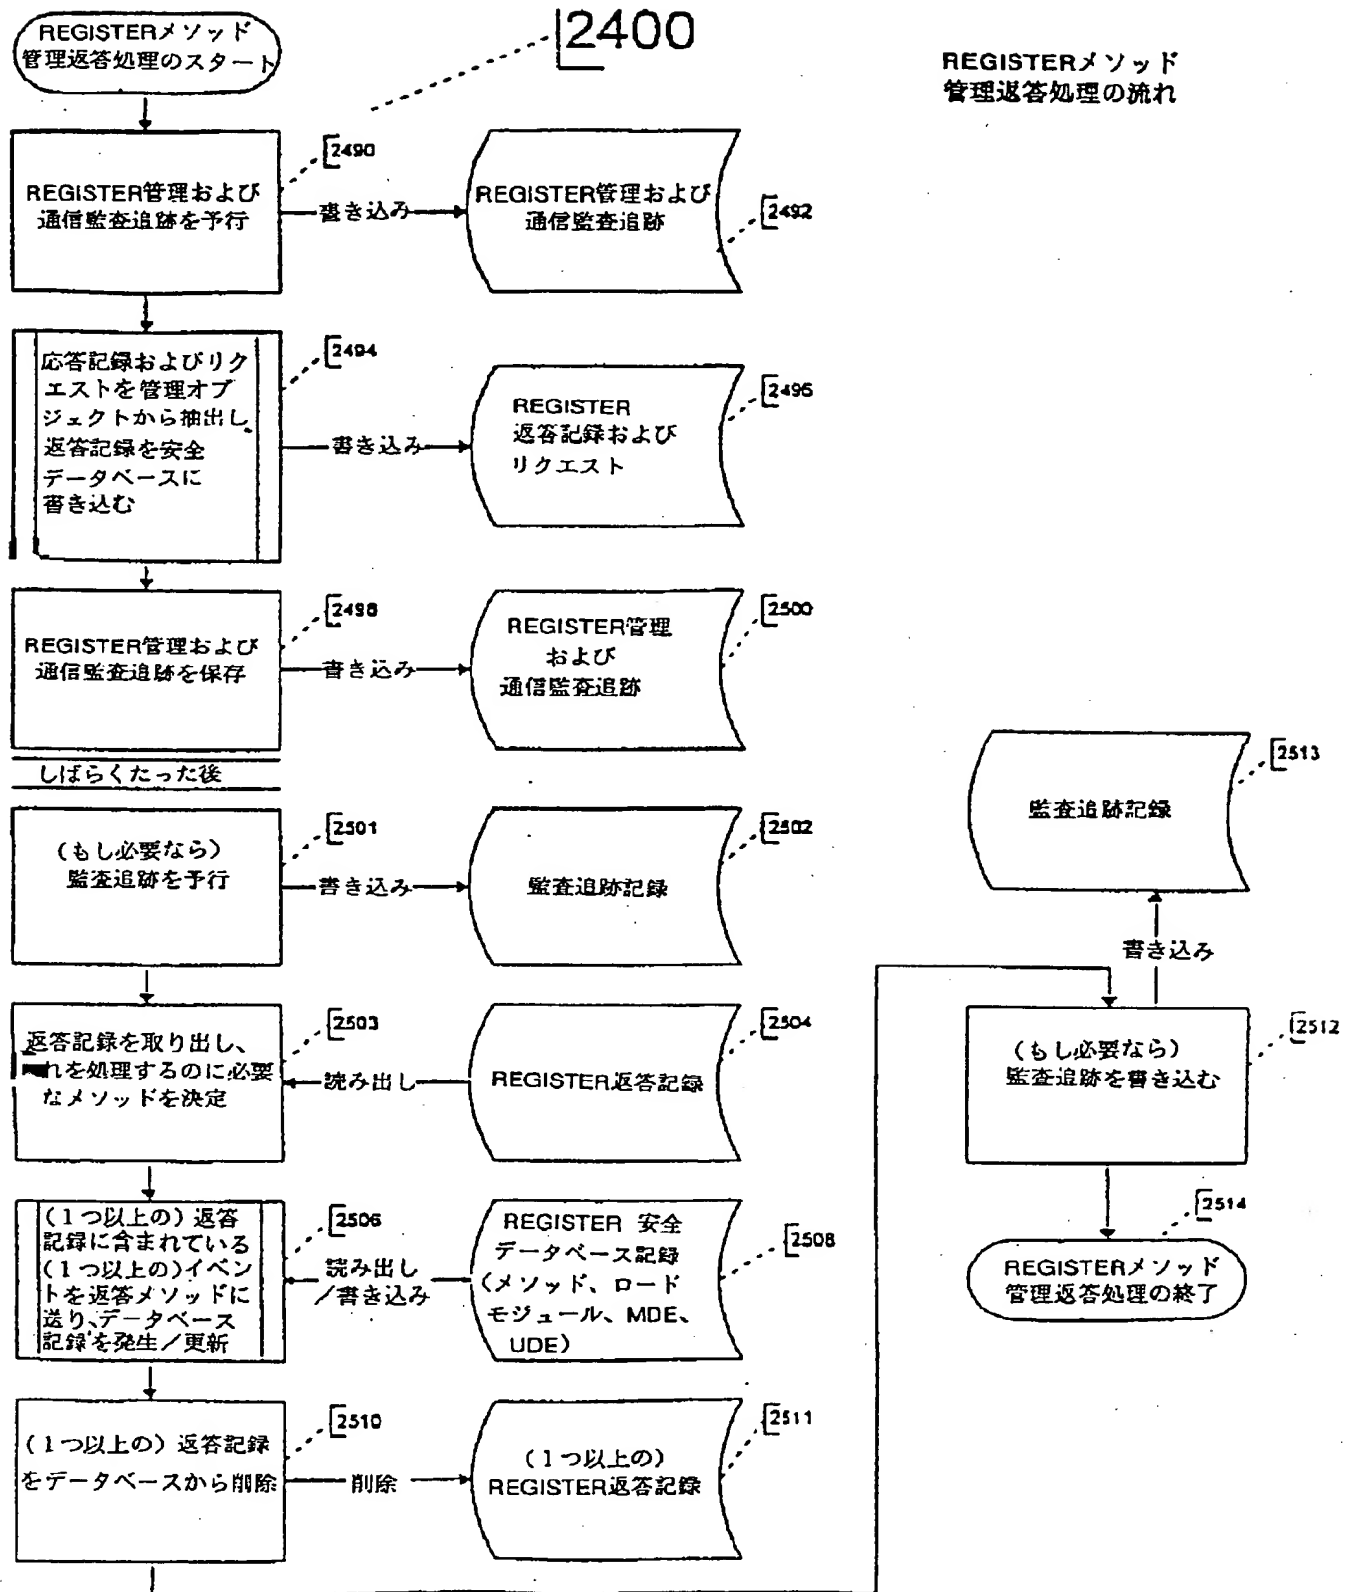 REGISTERメソッド
管理返答処理のスタート
2400
REGISTERメソッド
管理返答処理の流れ
REGISTER管理および
通信監査追跡を予行
2490
書き込み
REGISTER管理および
通信監査追跡
2492
応答記録およびリク
エストを管理オブ
ジェクトから抽出し、
返答記録を安全
データベースに
書き込む
2494
書き込み
REGISTER
返答記録および
リクエスト
2496
REGISTER管理および
通信監査追跡を保存
2498
書き込み
REGISTER管理
および
通信監査追跡
2500
しばらくたった後
(もし必要なら)
監査追跡を予行
2501
書き込み
監査追跡記録
2502
返答記録を取り出し、
れを処理するのに必要
なメソッドを決定
2503
読み出し
REGISTER返答記録
2504
(1つ以上の)返答
記録に含まれている
(1つ以上の)イベン
トを返答メソッドに
送り、データベース
記録を発生/更新
2506
読み出し
/書き込み
REGISTER 安全
データベース記録
(メソッド、ロード
モジュール、MDE、
UDE)
2508
(1つ以上の)返答記録
をデータベースから削除
2510
削除
(1つ以上の)
REGISTER返答記録
2511
監査追跡記録
2513
書き込み
(もし必要なら)
監査追跡を書き込む
2512
2514
REGISTERメソッド
管理返答処理の終了